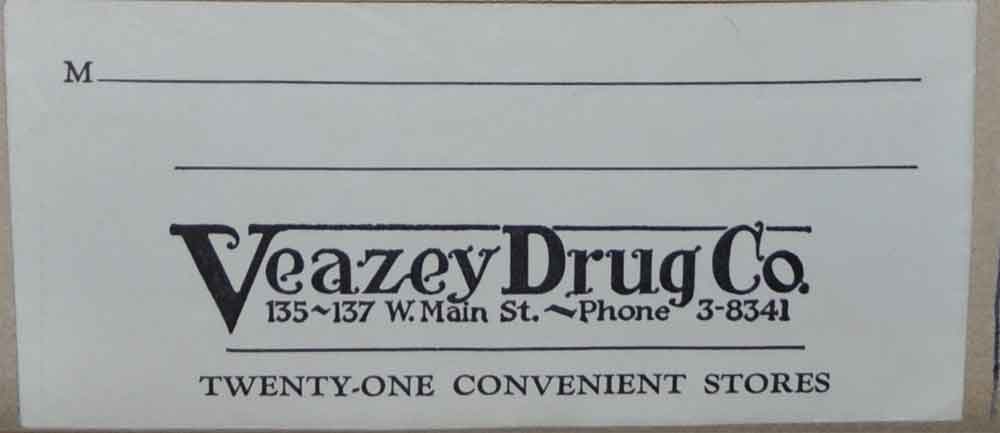 M
Veazey Drug Co.
135~137 W. Main St. ~Phone 3-8341
TWENTY-ONE CONVENIENT STORES